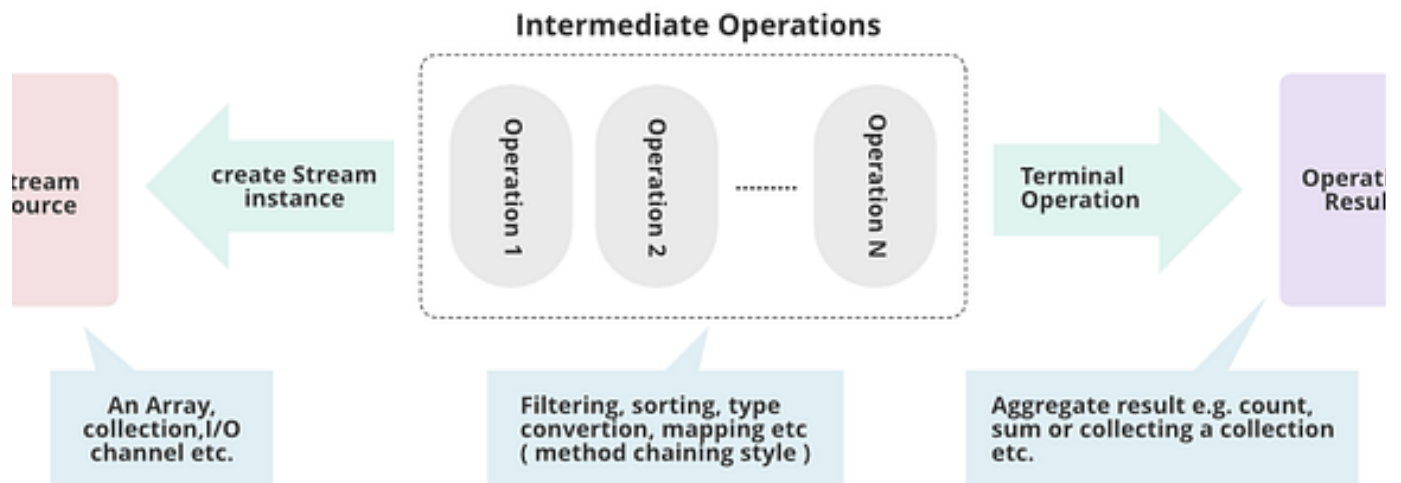 Intermediate Operations
tream
ource
create Stream
instance
Operation 1
Operation 2
Operation N
Terminal
Operation
Operati
Resul
An Array,
collection,I/O
channel etc.
Filtering, sorting, type
convertion, mapping etc
( method chaining style )
Aggregate result e.g. count,
sum or collecting a collection
etc.